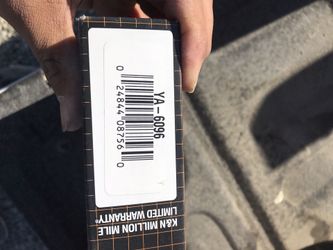 YA-6096
0 24844 08756 0
Y
K&N MILLION MILE
LIMITED WARRANTY®